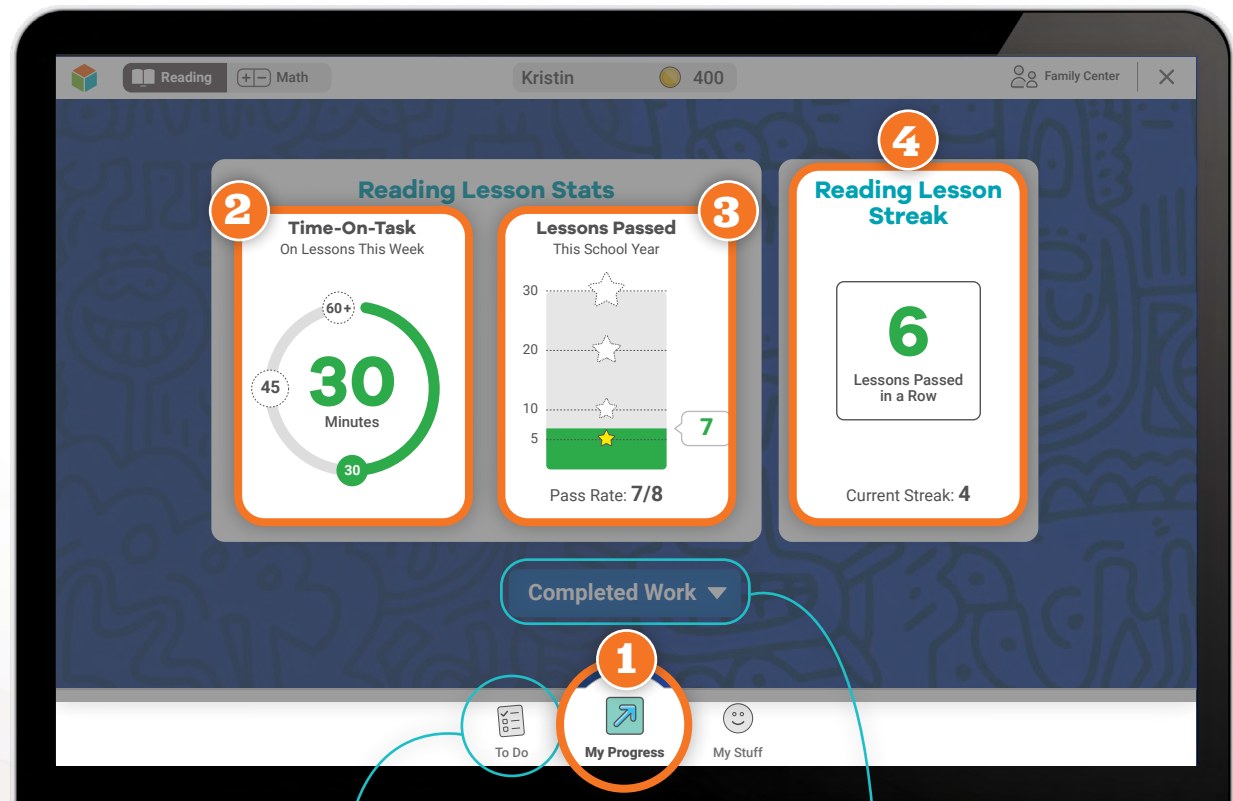 Reading
Math
Kristin
400
Family Center
4
Reading Lesson Stats
2
Time-On-Task
On Lessons This Week
60+
45
30
Minutes
30
3
Lessons Passed
This School Year
30
20
10
5
7
Pass Rate: 7/8
Reading Lesson
Streak
6
Lessons Passed
in a Row
Current Streak: 4
Completed Work
1
To Do
My Progress
My Stuff